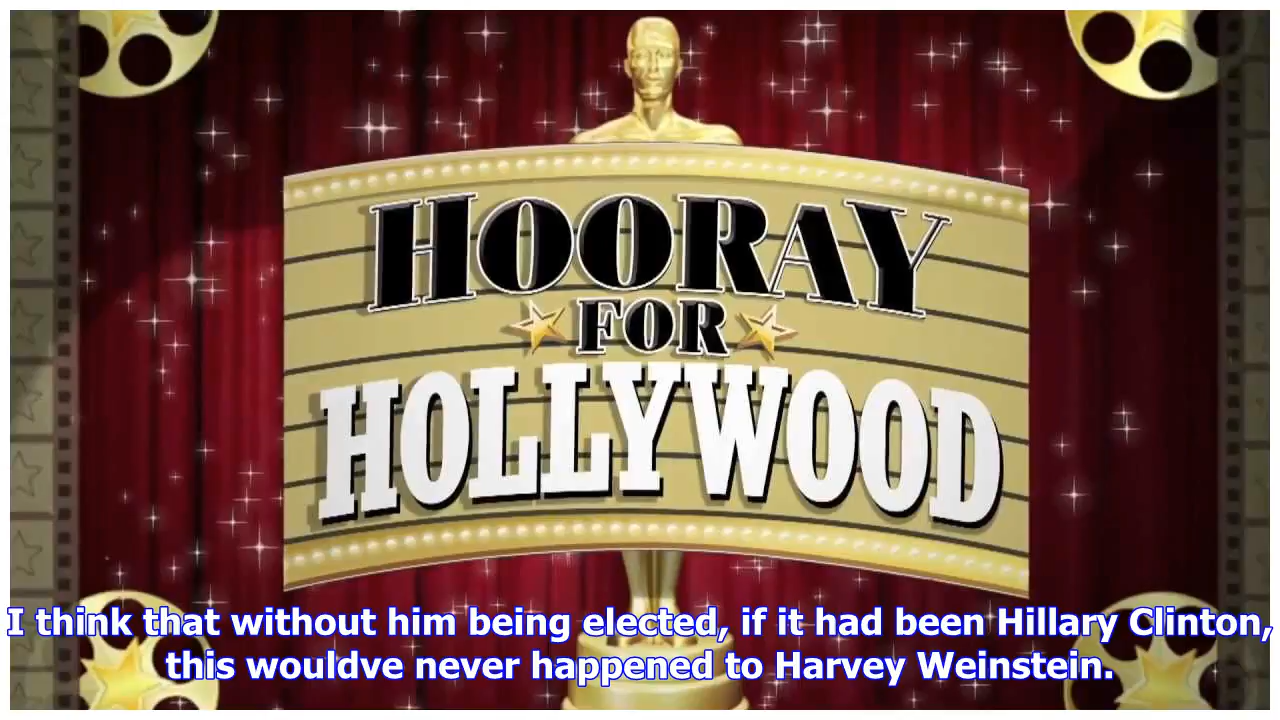 HOORAY
FOR
HOLLYWOOD
I think that without him being elected, if it had been Hillary Clinton,
this wouldve never happened to Harvey Weinstein.